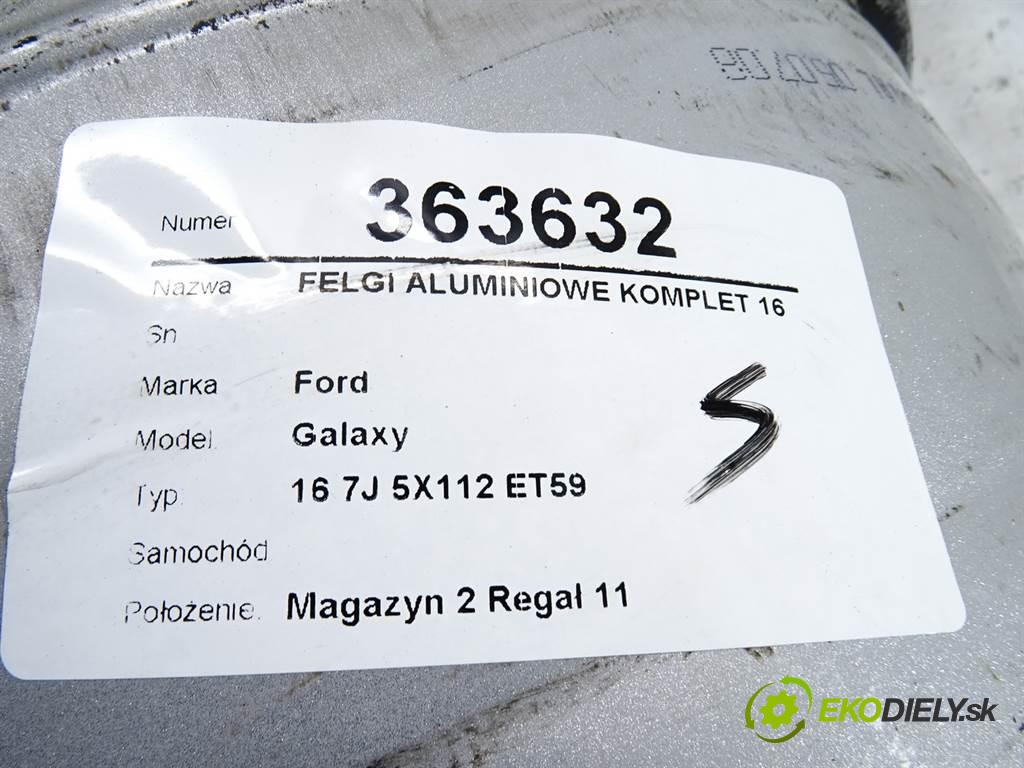 Numer 363632
Nazwa FELGI ALUMINIOWE KOMPLET 16
Sn
Marka Ford
Model Galaxy
Typ 16 7J 5X112 ET59
Samochód
Położenie. Magazyn 2 Regał 11
S
EKODIELY.sk